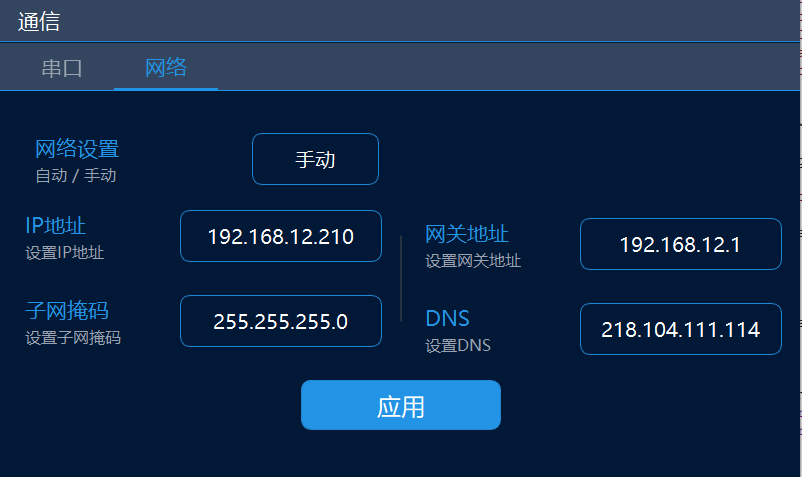 通信
串口
网络
网络设置
自动 / 手动
手动
IP地址
设置IP地址
192.168.12.210
网关地址
设置网关地址
192.168.12.1
子网掩码
设置子网掩码
255.255.255.0
DNS
设置DNS
218.104.111.114
应用